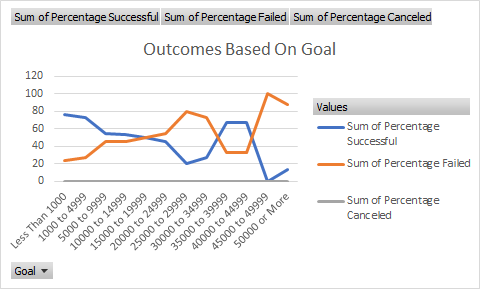 Sum of Percentage Successful Sum of Percentage Failed Sum of Percentage Canceled
Outcomes Based On Goal
120
100
80
60
40
20
0
Less Than 1000
1000 to 4999
5000 to 9999
10000 to 14999
15000 to 19999
20000 to 24999
25000 to 29999
30000 to 34999
35000 to 39999
40000 to 44999
45000 to 49999
50000 or More
Values
Sum of Percentage
Successful
Sum of Percentage Failed
Sum of Percentage
Canceled
Goal